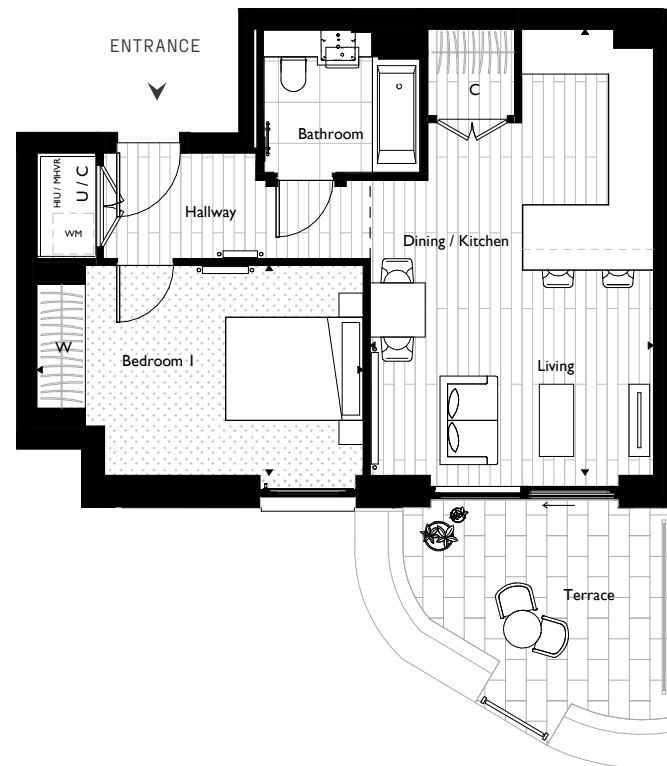 ENTRANCE
C
Bathroom
HIU / MHVR
U / C
WM
Hallway
Dining / Kitchen
W
Bedroom 1
Living
Terrace